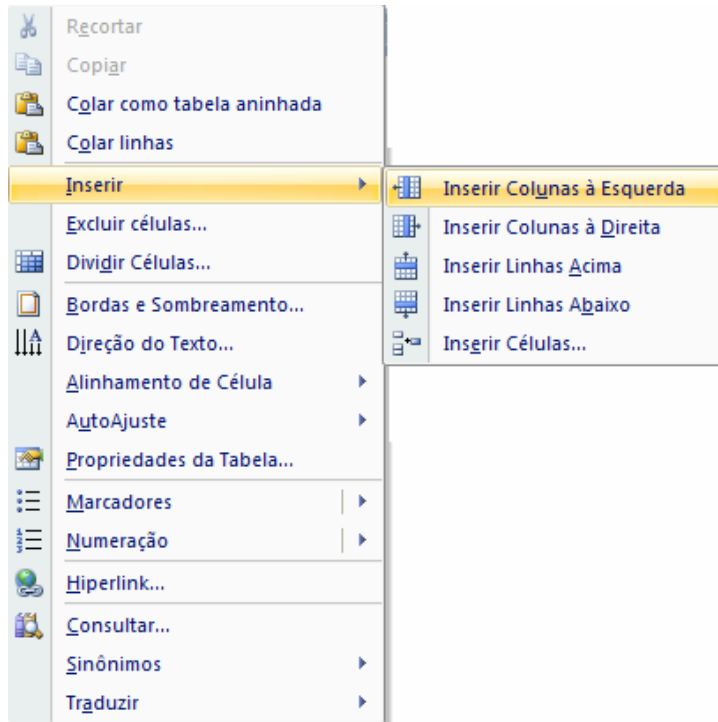 Recortar
Copiar
Colar como tabela aninhada
Colar linhas
Inserir
Excluir células...
Dividir Células...
Bordas e Sombreamento...
Direção do Texto...
Alinhamento de Célula
AutoAjuste
Propriedades da Tabela...
Marcadores
Numeração
Hiperlink...
Consultar...
Sinônimos
Traduzir
Inserir Colunas à Esquerda
Inserir Colunas à Direita
Inserir Linhas Acima
Inserir Linhas Abaixo
Inserir Células...